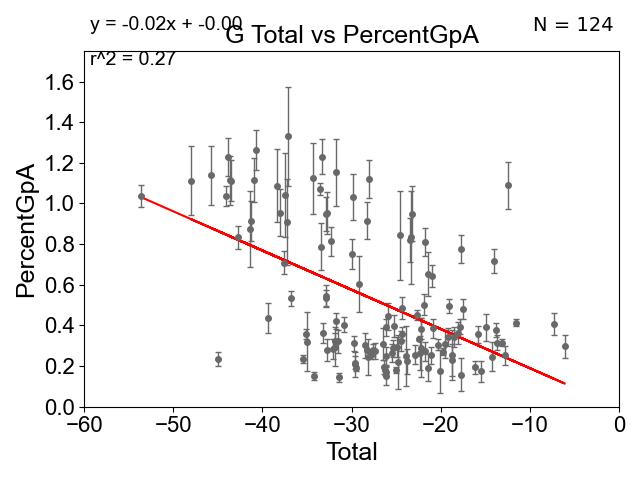 y = -0.02x + -0.00
N = 124
G Total vs PercentGpA
r^2 = 0.27
PercentGpA
1.6
1.4
1.2
1.0
0.8
0.6
0.4
0.2
0.0
−60 −50 −40 −30 −20 −10 0
Total